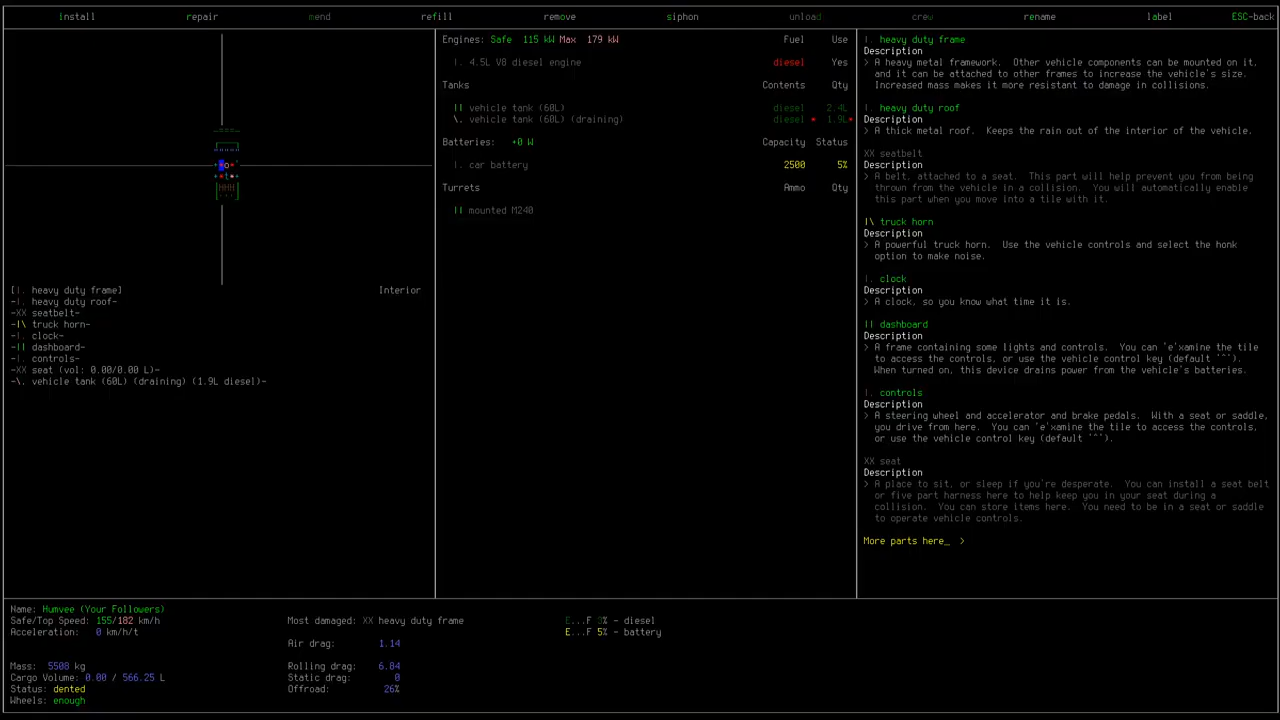 install repair mend refill remove siphon unload crew rename label ESC-back
Engines: Safe 115 kW Max 179 kW Fuel Use
!. 4.5L V8 diesel engine diesel Yes
Tanks Contents Qty
|| vehicle tank (60L) diesel 2.4L
\. vehicle tank (60L) (draining) diesel * 1.9L*
Batteries: +0 W Capacity Status
!. car battery 2500 5%
Turrets Ammo Qty
|| mounted M240
[!. heavy duty frame] Interior
-!. heavy duty roof-
-XX seatbelt-
-|\ truck horn-
-!. clock-
-|| dashboard-
-!. controls-
-XX seat (vol: 0.00/0.00 L)-
-\. vehicle tank (60L) (draining) (1.9L diesel)-
!. heavy duty frame
Description
> A heavy metal framework. Other vehicle components can be mounted on it,
and it can be attached to other frames to increase the vehicle's size.
Increased mass makes it more resistant to damage in collisions.
!. heavy duty roof
Description
> A thick metal roof. Keeps the rain out of the interior of the vehicle.
XX seatbelt
Description
> A belt, attached to a seat. This part will help prevent you from being
thrown from the vehicle in a collision. You will automatically enable
this part when you move into a tile with it.
|\ truck horn
Description
> A powerful truck horn. Use the vehicle controls and select the honk
option to make noise.
!. clock
Description
> A clock, so you know what time it is.
|| dashboard
Description
> A frame containing some lights and controls. You can 'e'xamine the tile
to access the controls, or use the vehicle control key (default '^').
When turned on, this device drains power from the vehicle's batteries.
!. controls
Description
> A steering wheel and accelerator and brake pedals. With a seat or saddle,
you drive from here. You can 'e'xamine the tile to access the controls,
or use the vehicle control key (default '^').
XX seat
Description
> A place to sit, or sleep if you're desperate. You can install a seat belt
or five part harness here to help keep you in your seat during a
collision. You can store items here. You need to be in a seat or saddle
to operate vehicle controls.
More parts here_ >
Name: Humvee (Your Followers)
Safe/Top Speed: 155/182 km/h Most damaged: XX heavy duty frame E...F 3% - diesel
Acceleration: 0 km/h/t E...F 5% - battery
Air drag: 1.14
Mass: 5508 kg Rolling drag: 6.84
Cargo Volume: 0.00 / 566.25 L Static drag: 0
Status: dented Offroad: 26%
Wheels: enough